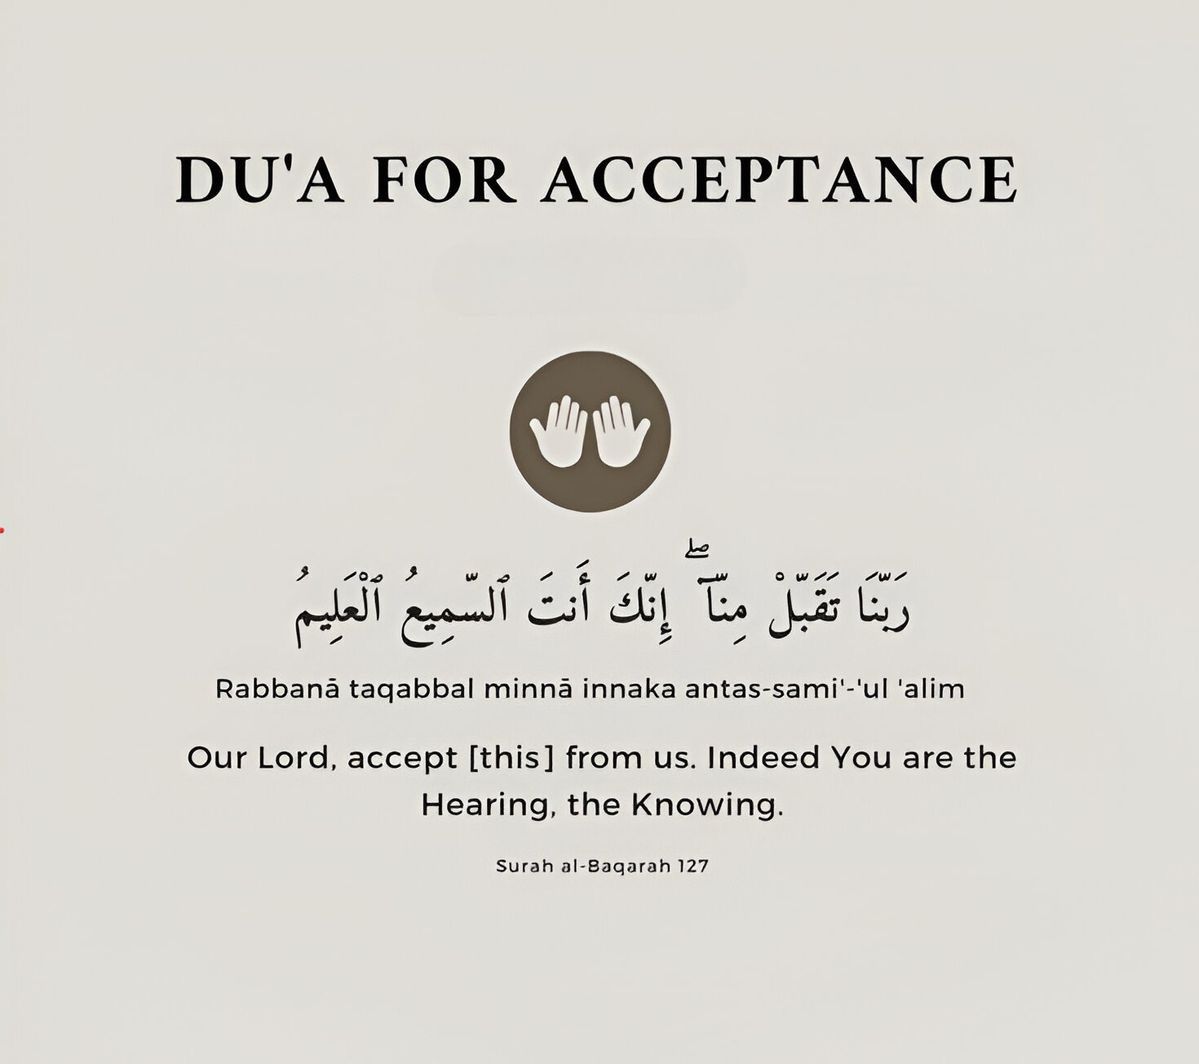 DU'A FOR ACCEPTANCE
رَبَّنَا تَقَبَّلْ مِنَّآ ۖ إِنَّكَ أَنتَ ٱلسَّمِيعُ ٱلْعَلِيمُ
Rabbanā taqabbal minnā innaka antas-sami'-'ul 'alim
Our Lord, accept [this] from us. Indeed You are the
Hearing, the Knowing.
Surah al-Baqarah 127